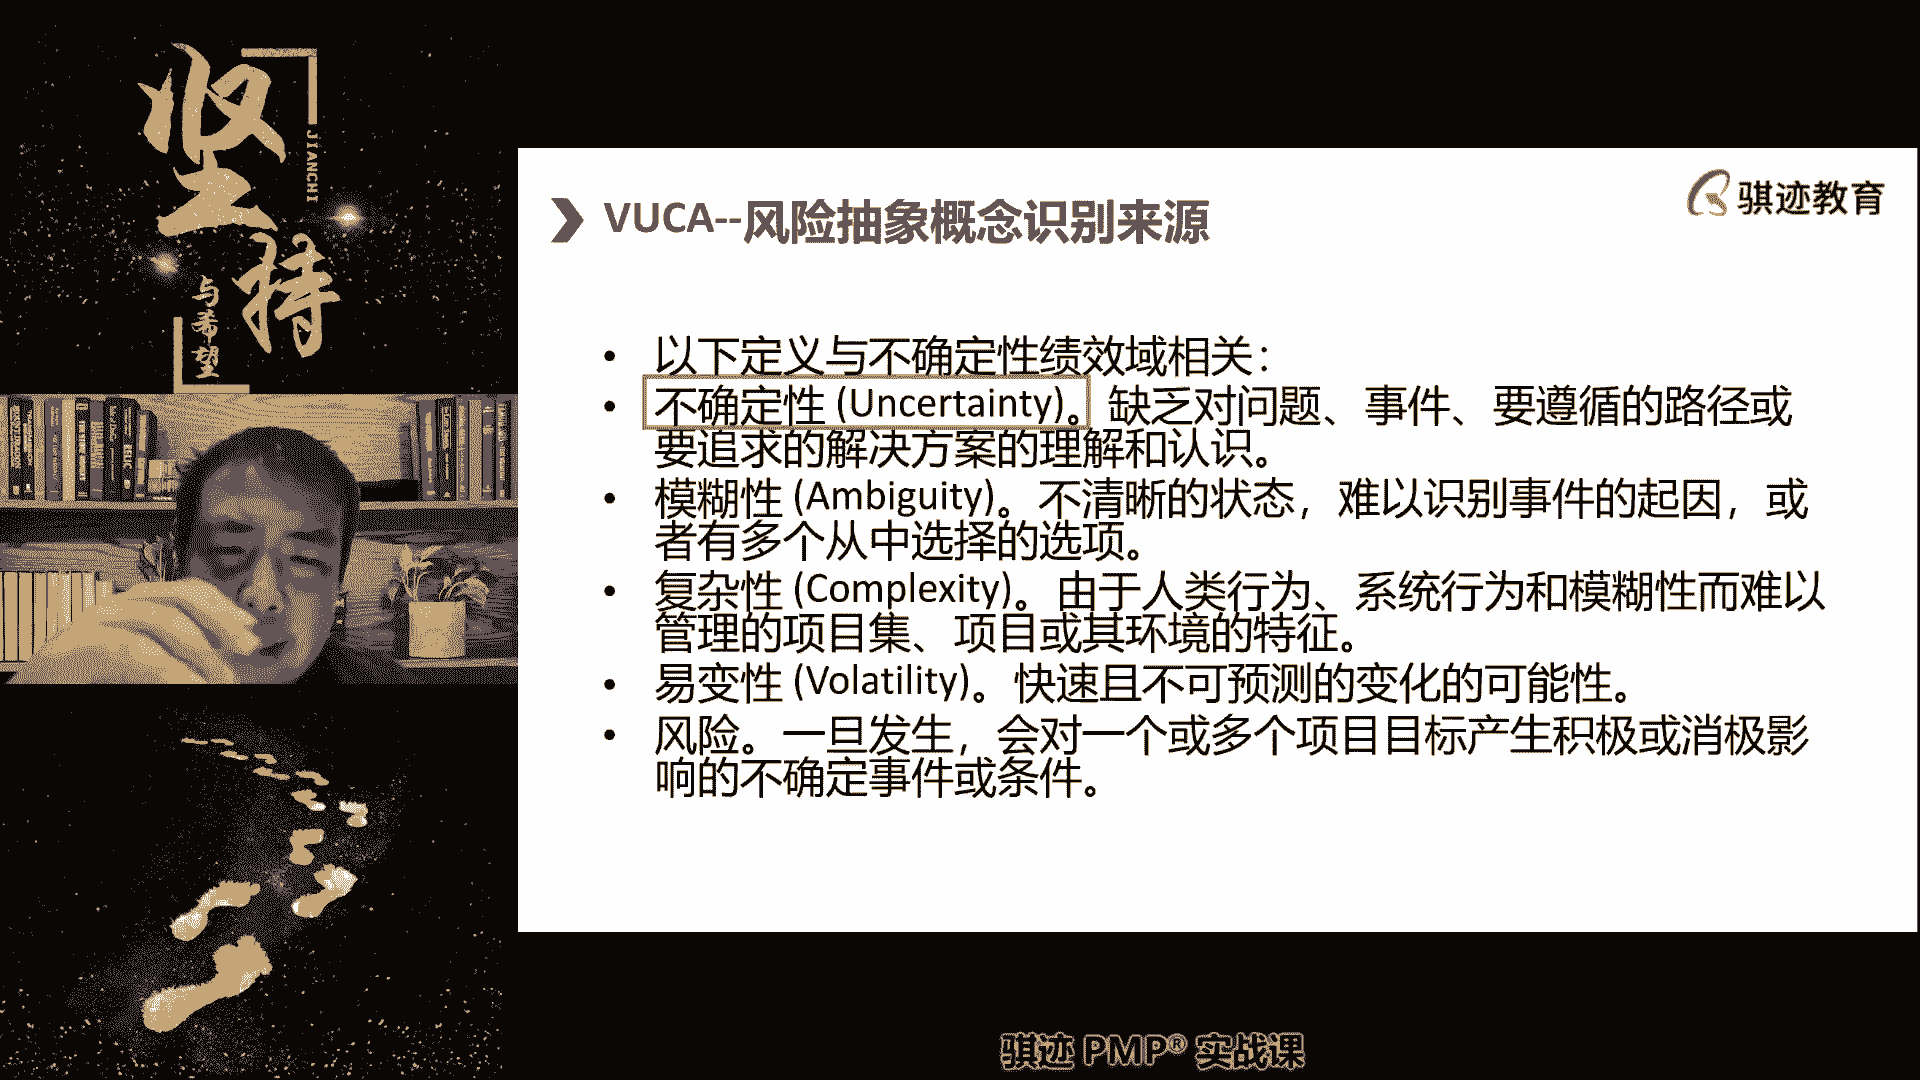 坚持
JIANCHI
与希望
骐迹教育
VUCA--风险抽象概念识别来源
• 以下定义与不确定性绩效域相关：
• 不确定性 (Uncertainty)。缺乏对问题、事件、要遵循的路径或
要追求的解决方案的理解和认识。
• 模糊性 (Ambiguity)。不清晰的状态，难以识别事件的起因，或
者有多个从中选择的选项。
• 复杂性 (Complexity)。由于人类行为、系统行为和模糊性而难以
管理的项目集、项目或其环境的特征。
• 易变性 (Volatility)。快速且不可预测的变化的可能性。
• 风险。一旦发生，会对一个或多个项目目标产生积极或消极影
响的不确定事件或条件。
骐迹 PMP® 实战课